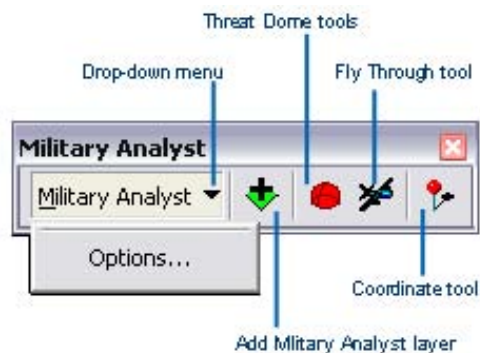 Threat Dome tools
Drop-down menu
Fly Through tool
Military Analyst
Military Analyst
Options...
Coordinate tool
Add Mlitary Analyst layer